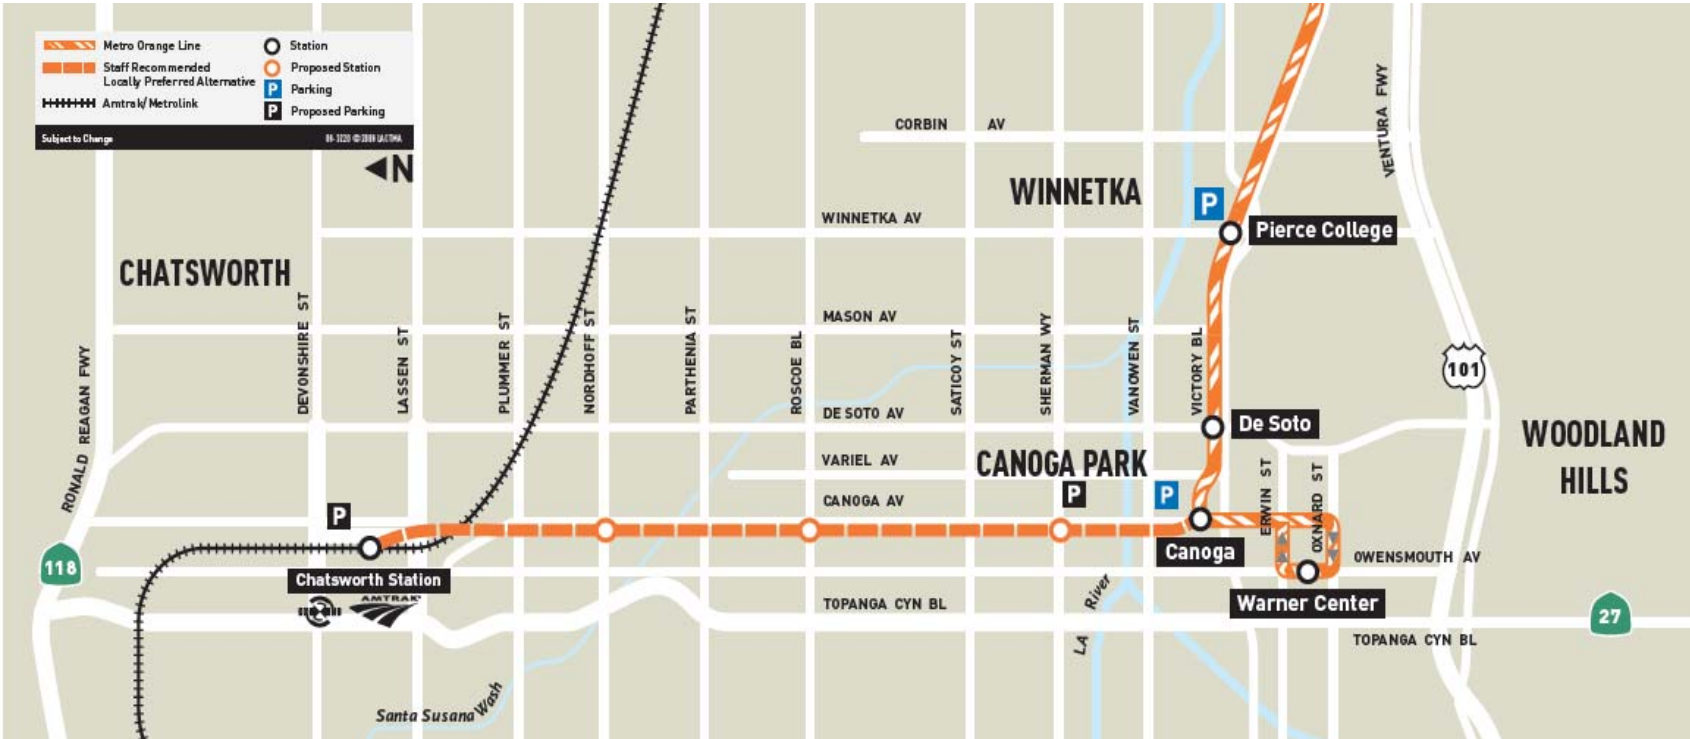 Metro Orange Line
Staff Recommended
Locally Preferred Alternative
Amtrak/Metrolink
Station
Proposed Station
P
Parking
P
Proposed Parking
Subject to Change
N
CORBIN AV
VENTURA FWY
WINNETKA
P
WINNETKA AV
Pierce College
CHATSWORTH
DEVONSHIRE ST
LASSEN ST
PLUMMER ST
NORDHOFF ST
PARTHENIA ST
ROSCOE BL
MASON AV
SATICOY ST
SHERMAN WY
VANOWEN ST
VICTORY BL
101
RONALD REAGAN FWY
DE SOTO AV
De Soto
WOODLAND
HILLS
VARIEL AV
CANOGA PARK
ERWIN ST
OXNARD ST
CANOGA AV
P
P
P
Canoga
OWENSMOUTH AV
118
Chatsworth Station
AMTRAK
TOPANGA CYN BL
LA River
Warner Center
27
TOPANGA CYN BL
Santa Susana Wash